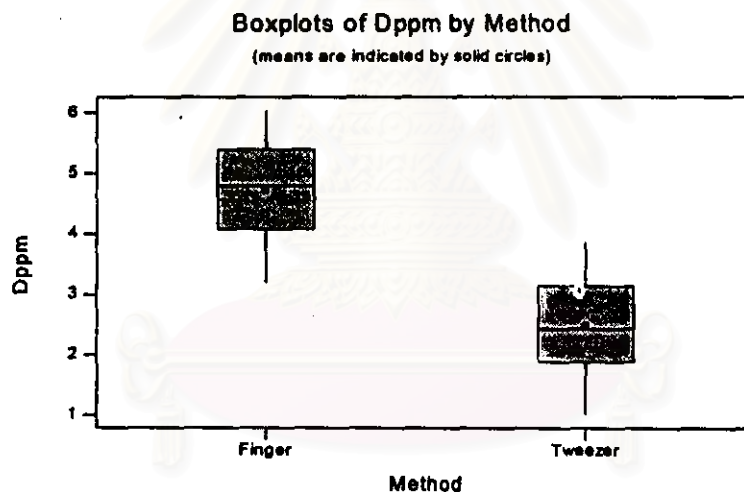 Boxplots of Dppm by Method
(means are indicated by solid circles)
6
5
4
3
2
1
Dppm
Finger
Tweezer
Method